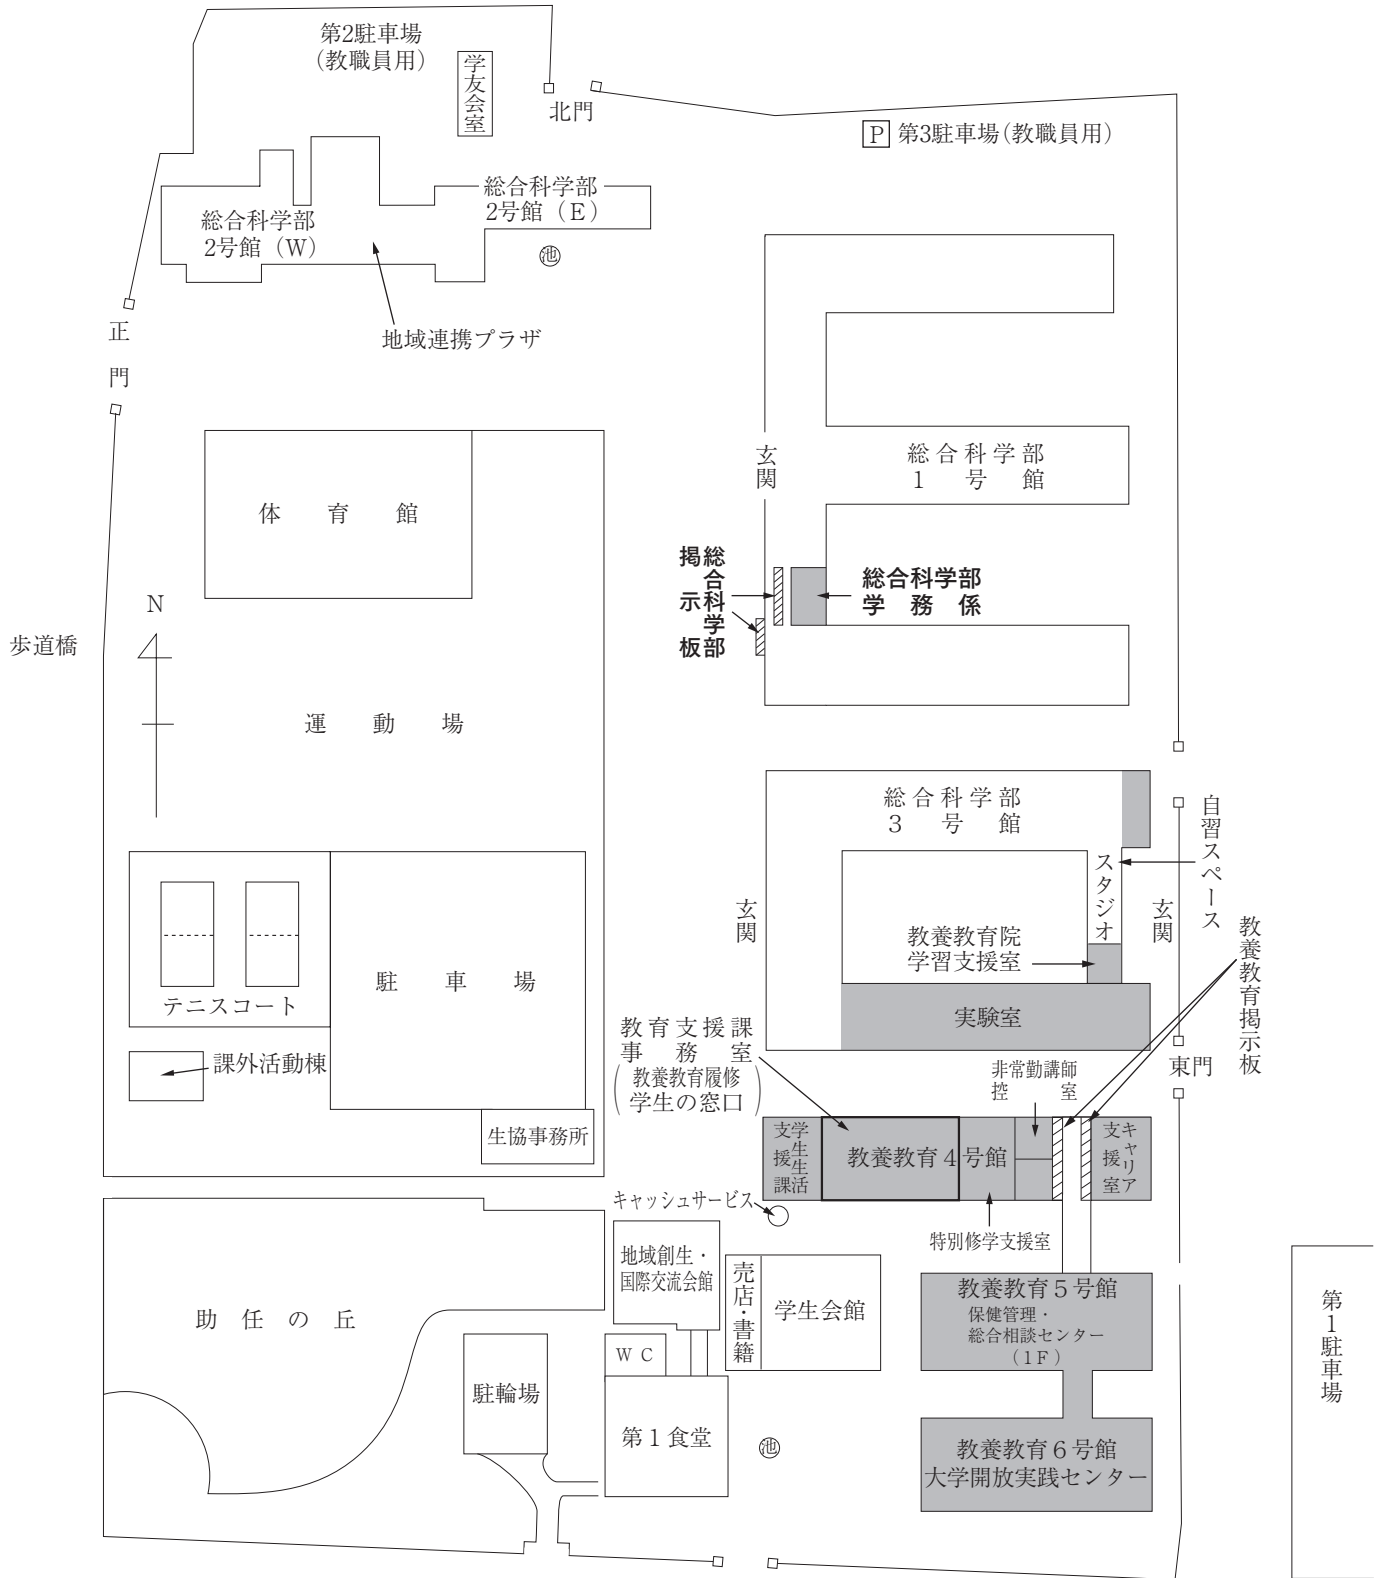 第2駐車場
(教職員用)
学友会室
北門
P 第3駐車場(教職員用)
総合科学部
2号館(E)
総合科学部
2号館(W)
池
地域連携プラザ
正門
玄関
総合科学部
1号館
体育館
総合科学部
掲示板
総合科学部
学務係
N
歩道橋
運動場
総合科学部
3号館
自習スペース
スタジオ
玄関
玄関
教養教育院
学習支援室
教養教育掲示板
実験室
テニスコート
駐車場
課外活動棟
生協事務所
教育支援課
事務室
(教養教育履修
学生の窓口)
非常勤講師
控室
東門
学生生活
支援課
教養教育4号館
キャリア
支援室
キャッシュサービス
特別修学支援室
地域創生・
国際交流会館
売店・書籍
学生会館
教養教育5号館
保健管理・
総合相談センター
(1F)
第1駐車場
助任の丘
WC
駐輪場
第1食堂
池
教養教育6号館
大学開放実践センター